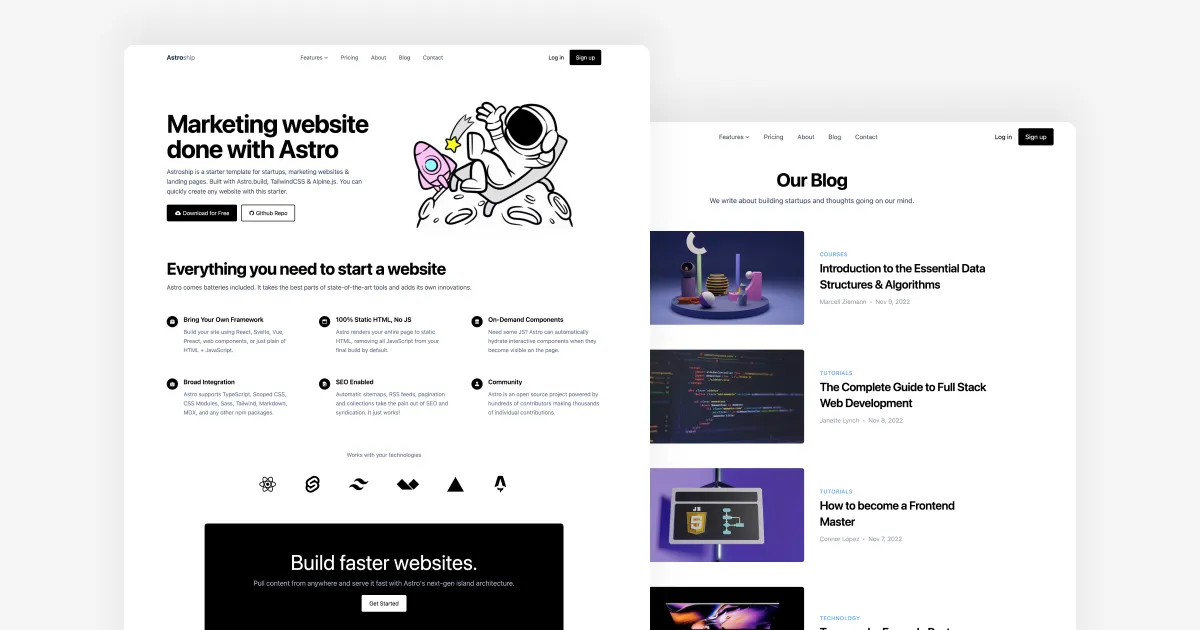 Astroship
Features
Pricing
About
Blog
Contact
Log in
Sign up
Marketing website
done with Astro
Astroship is a starter template for startups, marketing websites &
landing pages. Built with Astro.build, TailwindCSS & Alpine.js. You can
quickly create any website with this starter.
Download for Free
Github Repo
Everything you need to start a website
Astro comes batteries included. It takes the best parts of state-of-the-art tools and adds its own innovations.
Bring Your Own Framework
Build your site using React, Svelte, Vue,
Preact, web components, or just plain of
HTML + JavaScript.
100% Static HTML, No JS
Astro renders your entire page to static
HTML, removing all JavaScript from your
final build by default.
On-Demand Components
Need some JS? Astro can automatically
hydrate interactive components when they
become visible on the page.
Broad Integration
Astro supports TypeScript, Scoped CSS,
CSS Modules, Sass, Tailwind, Markdown,
MDX, and any other npm packages.
SEO Enabled
Automatic sitemaps, RSS feeds, pagination
and collections take the pain out of SEO and
syndication. It just works!
Community
Astro is an open source project powered by
hundreds of contributors making thousands
of individual contributions.
Works with your technologies
Build faster websites.
Pull content from anywhere and serve it fast with Astro's next-gen island architecture.
Get Started
Features
Pricing
About
Blog
Contact
Log in
Sign up
Our Blog
We write about building startups and thoughts going on our mind.
COURSES
Introduction to the Essential Data
Structures & Algorithms
Marcell Ziemann • Nov 9, 2022
TUTORIALS
The Complete Guide to Full Stack
Web Development
Janette Lynch • Nov 8, 2022
JS
5
TUTORIALS
How to become a Frontend
Master
Connie Lopez • Nov 7, 2022
TECHNOLOGY